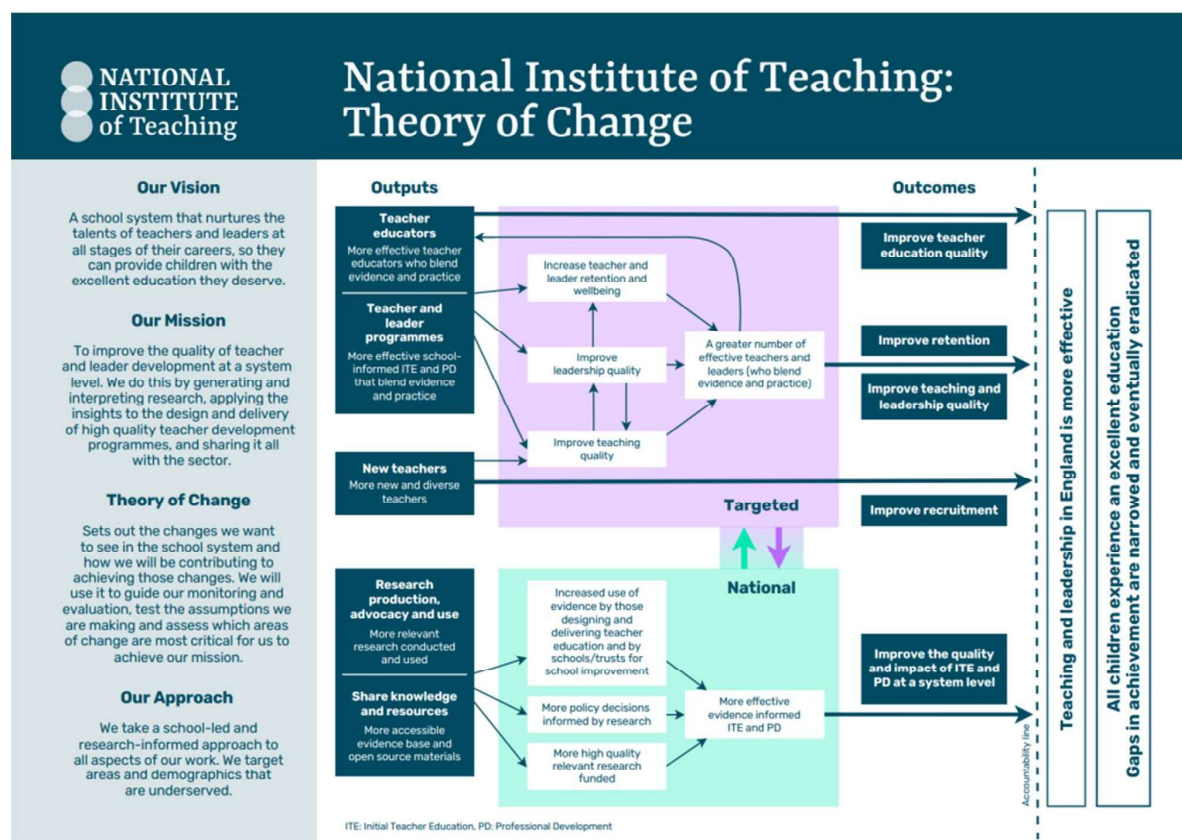 NATIONAL
INSTITUTE
of Teaching
National Institute of Teaching:
Theory of Change
Our Vision
A school system that nurtures the
talents of teachers and leaders at
all stages of their careers, so they
can provide children with the
excellent education they deserve.
Our Mission
To improve the quality of teacher
and leader development at a system
level. We do this by generating and
interpreting research, applying the
insights to the design and delivery
of high quality teacher development
programmes, and sharing it all
with the sector.
Theory of Change
Sets out the changes we want
to see in the school system and
how we will be contributing to
achieving those changes. We will
use it to guide our monitoring and
evaluation, test the assumptions we
are making and assess which areas
of change are most critical for us to
achieve our mission.
Our Approach
We take a school-led and
research-informed approach to
all aspects of our work. We target
areas and demographics that
are underserved.
Outputs
Teacher
educators
More effective teacher
educators who blend
evidence and practice
Teacher and
leader
programmes
More effective school-
informed ITE and PD
that blend evidence
and practice
New teachers
More new and diverse
teachers
Research
production,
advocacy and use
More relevant
research conducted
and used
Share knowledge
and resources
More accessible
evidence base and
open source materials
Increase teacher and
leader retention and
wellbeing
Improve
leadership quality
Improve teaching
quality
A greater number of
effective teachers and
leaders (who blend
evidence and practice)
Targeted
National
Increased use of
evidence by those
designing and
delivering teacher
education and by
schools/trusts for
school improvement
More policy decisions
informed by research
More high quality
relevant research
funded
More effective
evidence informed
ITE and PD
Outcomes
Improve teacher
education quality
Improve retention
Improve teaching and
leadership quality
Improve recruitment
Improve the quality
and impact of ITE and
PD at a system level
Accountability line
Teaching and leadership in England is more effective
All children experience an excellent education
Gaps in achievement are narrowed and eventually eradicated
ITE: Initial Teacher Education, PD: Professional Development